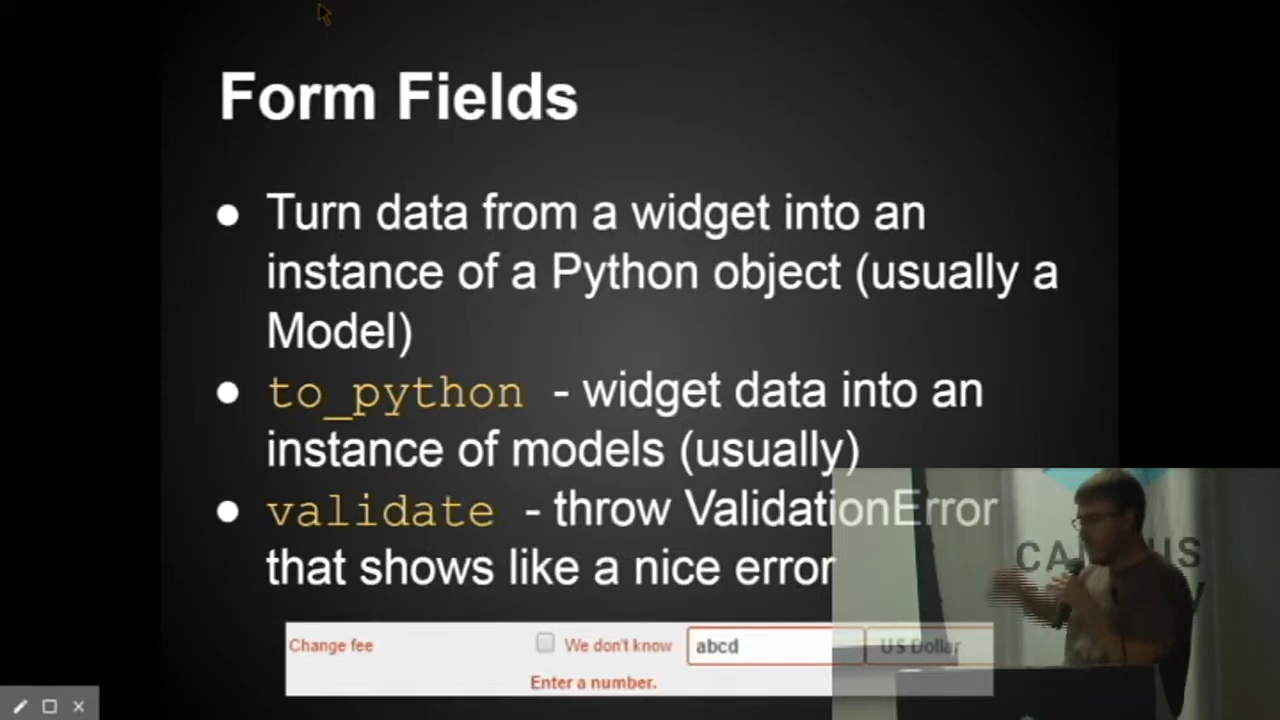 Form Fields
● Turn data from a widget into an
instance of a Python object (usually a
Model)
● to_python - widget data into an
instance of models (usually)
● validate - throw ValidationError
that shows like a nice error
Change fee We don't know abcd US Dollar
Enter a number.